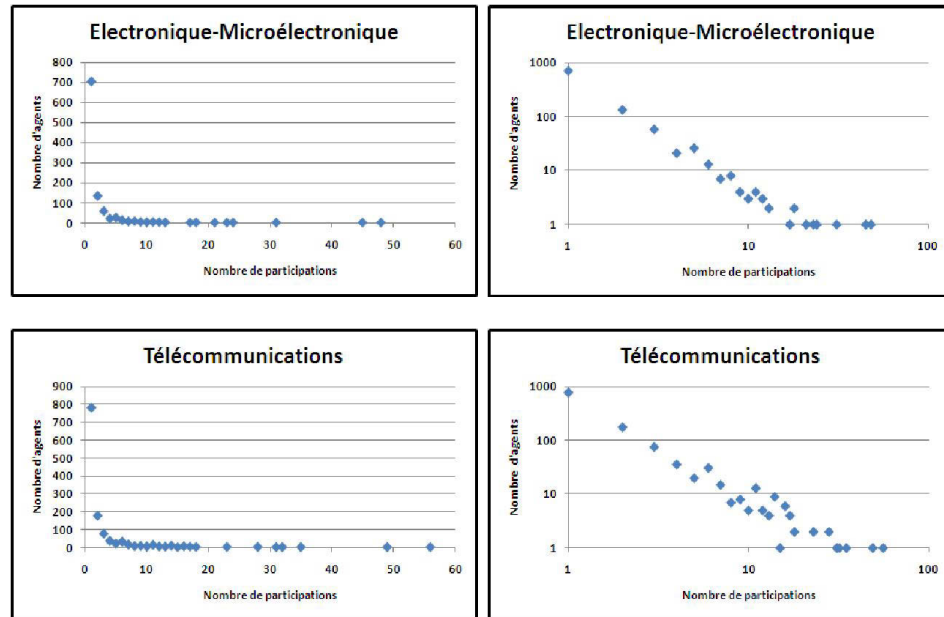 Electronique-Microélectronique
800
700
600
500
400
300
200
100
0
Nombre d'agents
0 10 20 30 40 50 60
Nombre de participations
Electronique-Microélectronique
1000
100
10
1
Nombre d'agents
1 10 100
Nombre de participations
Télécommunications
900
800
700
600
500
400
300
200
100
0
Nombre d'agents
0 10 20 30 40 50 60
Nombre de participations
Télécommunications
1000
100
10
1
Nombre d'agents
1 10 100
Nombre de participations